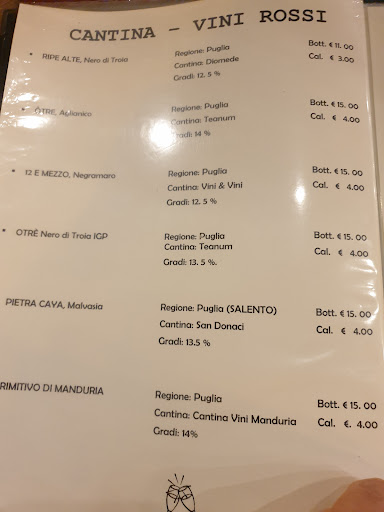 CANTINA – VINI ROSSI
• RIPE ALTE, Nero di Troia
Regione: Puglia
Bott. € 11. 00
Cantina: Diomede
Cal. € 3.00
Gradi: 12. 5 %
• OTRE, Aglianico
Regione: Puglia
Bott. € 15. 00
Cantina: Teanum
Cal. € 4.00
Gradi: 14 %
• 12 E MEZZO, Negramaro
Regione: Puglia
Bott. € 15. 00
Cantina: Vini & Vini
Cal. € 4.00
Gradi: 12. 5 %
• OTRÈ Nero di Troia IGP
Regione: Puglia
Bott. € 15. 00
Cantina: Teanum
Cal. € 4.00
Gradi: 13. 5 %.
PIETRA CAVA, Malvasia
Regione: Puglia (SALENTO)
Bott. € 15. 00
Cantina: San Donaci
Cal. € 4.00
Gradi: 13.5 %
RIMITIVO DI MANDURIA
Regione: Puglia
Bott. € 15. 00
Cantina: Cantina Vini Manduria
Cal. €. 4.00
Gradi: 14%